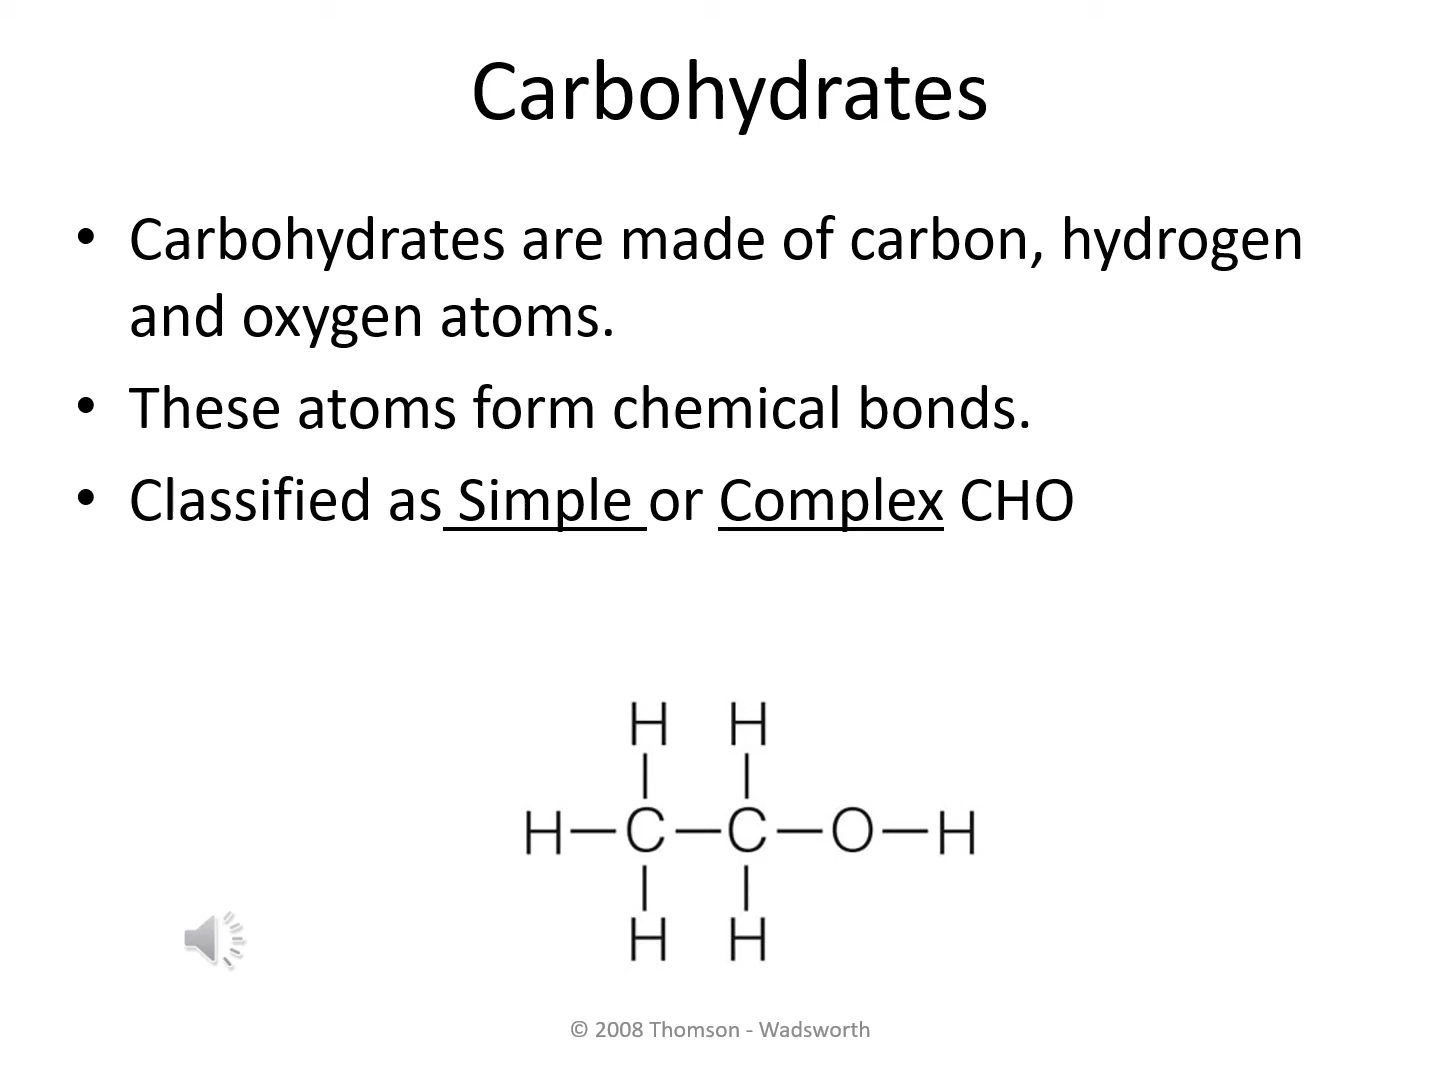 Carbohydrates
• Carbohydrates are made of carbon, hydrogen
and oxygen atoms.
• These atoms form chemical bonds.
• Classified as Simple or Complex CHO
H H
H—C—C—O—H
H H
© 2008 Thomson - Wadsworth